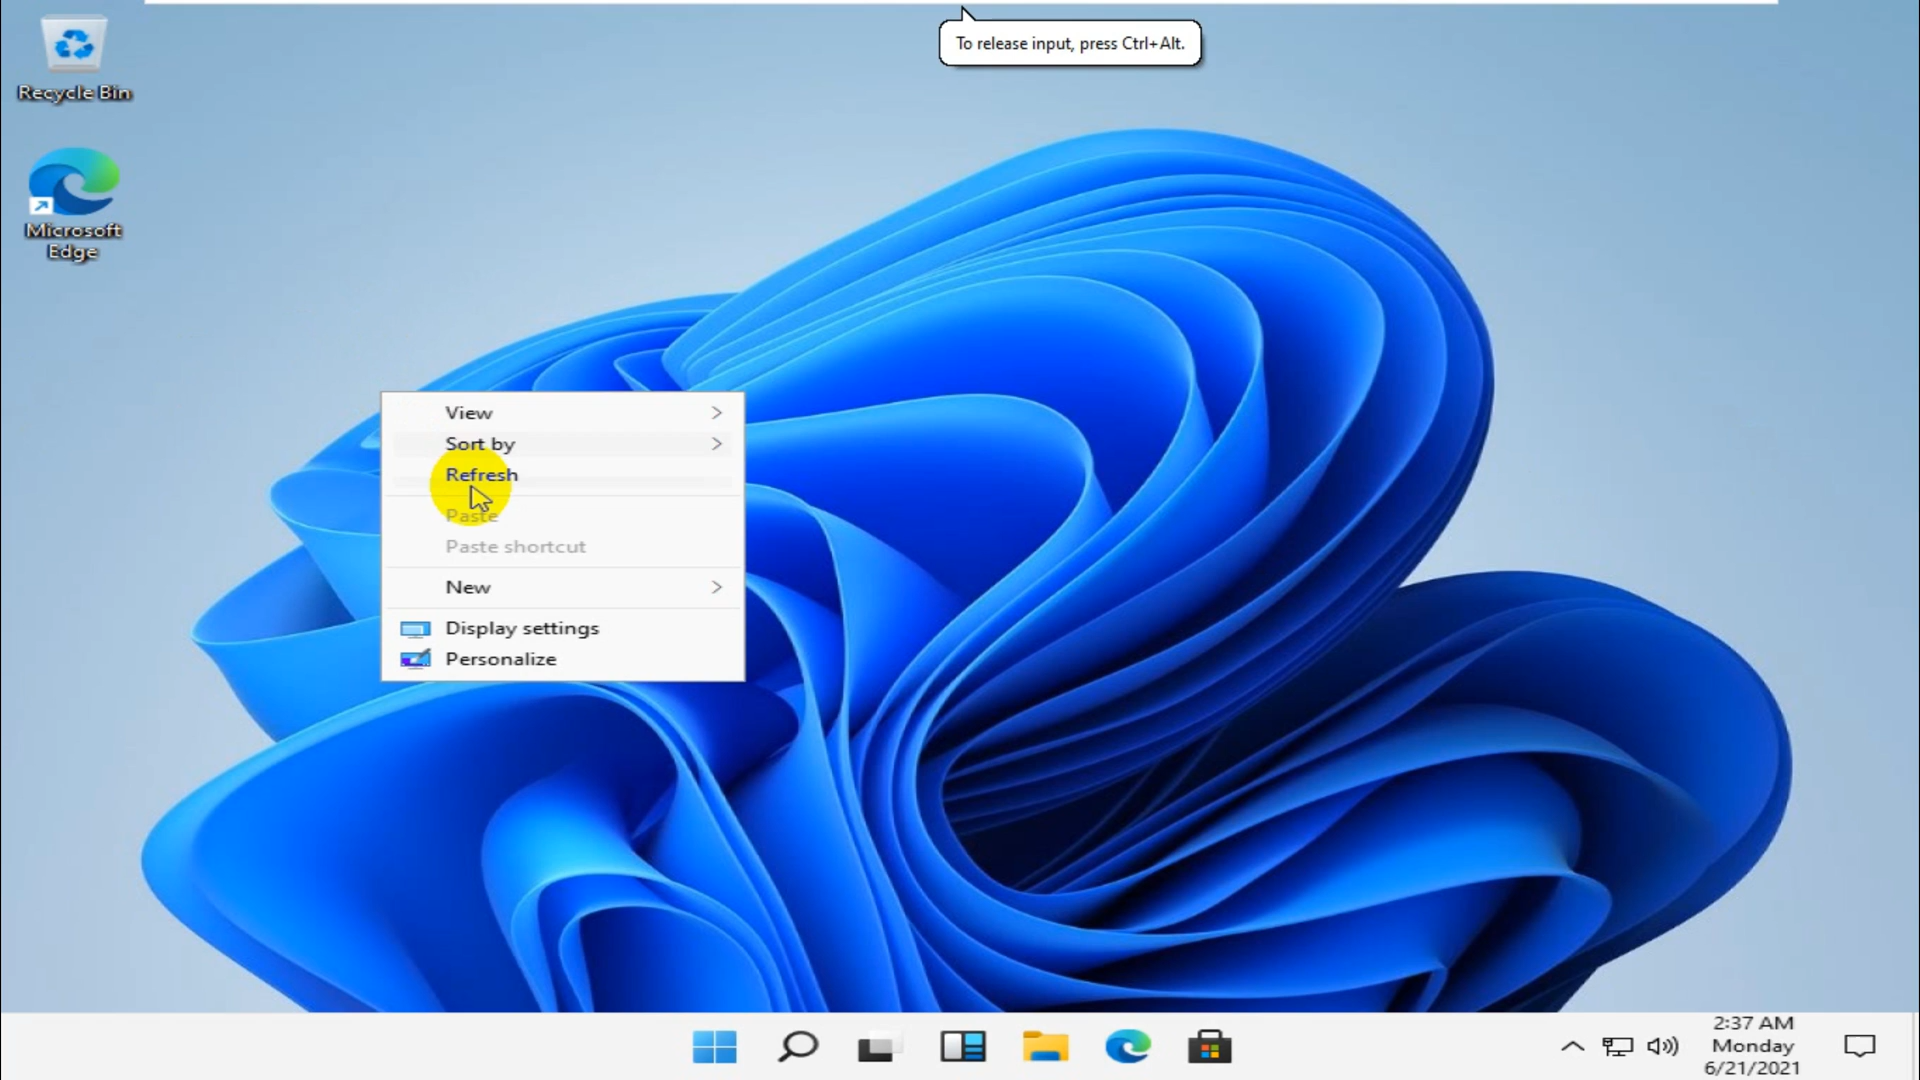 To release input, press Ctrl+Alt.
Recycle Bin
Microsoft
Edge
View
Sort by
Refresh
Paste
Paste shortcut
New
Display settings
Personalize
2:37 AM
Monday
6/21/2021